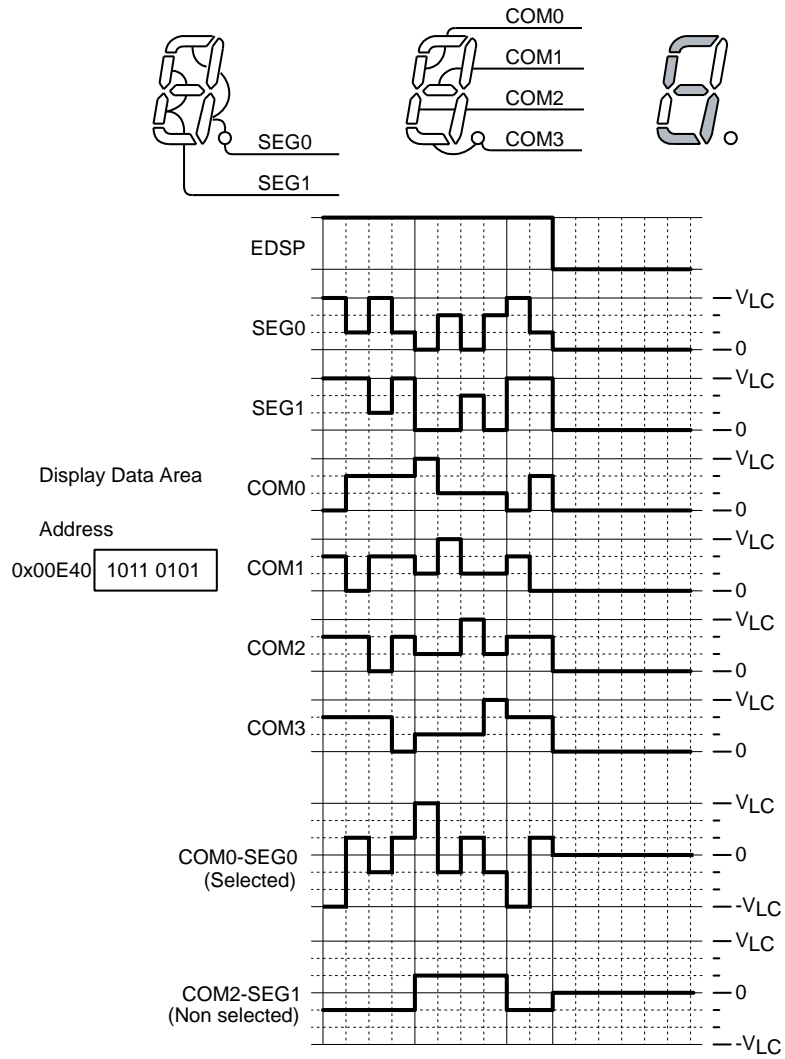 COM0
COM1
COM2
COM3
SEG0
SEG1
EDSP
VLC
SEG0
0
VLC
SEG1
0
VLC
Display Data Area
COM0
0
Address
VLC
0x00E40 1011 0101
COM1
0
VLC
COM2
0
VLC
COM3
0
VLC
COM0-SEG0
0
(Selected)
-VLC
VLC
COM2-SEG1
0
(Non selected)
-VLC